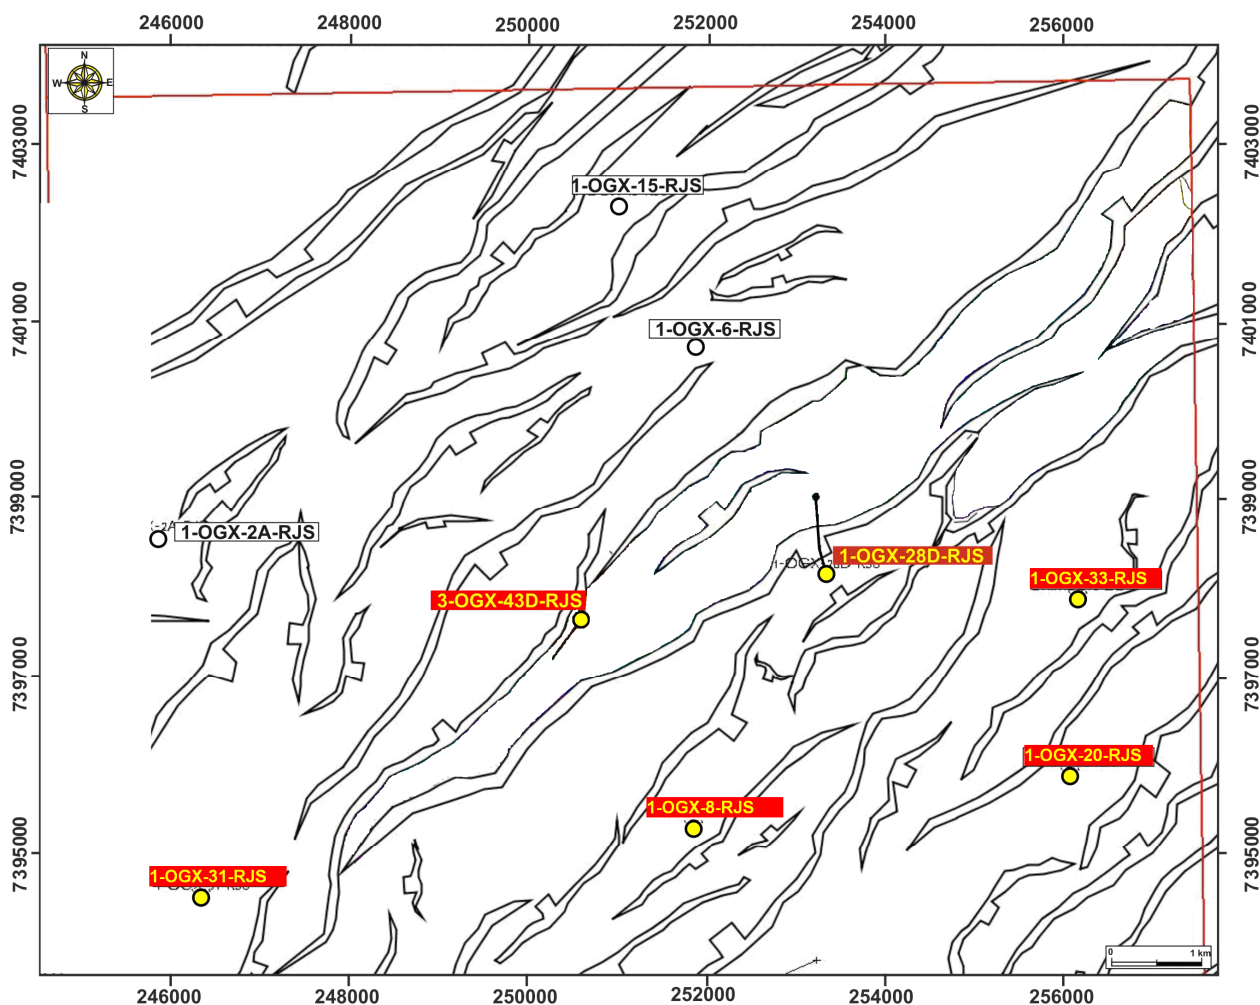 246000 248000 250000 252000 254000 256000
N
W E
S
7403000 7403000
1-OGX-15-RJS
7401000 7401000
1-OGX-6-RJS
7399000 7399000
1-OGX-2A-RJS
1-OGX-28D-RJS
1-OGX-33-RJS
3-OGX-43D-RJS
7397000 7397000
1-OGX-20-RJS
1-OGX-8-RJS
7395000 7395000
1-OGX-31-RJS
0 1 km
246000 248000 250000 252000 254000 256000